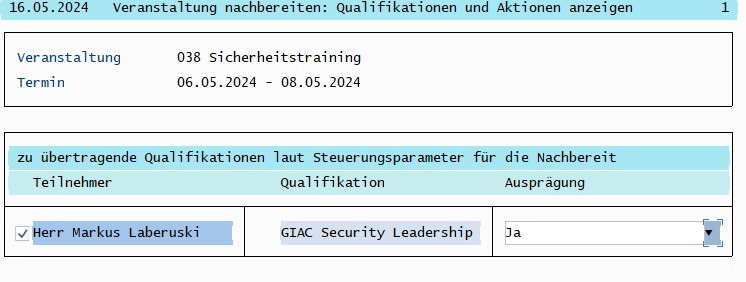 16.05.2024 Veranstaltung nachbereiten: Qualifikationen und Aktionen anzeigen 1
Veranstaltung 038 Sicherheitstraining
Termin 06.05.2024 - 08.05.2024
zu übertragende Qualifikationen laut Steuerungsparameter für die Nachbereit
Teilnehmer Qualifikation Ausprägung
Herr Markus Laberuski GIAC Security Leadership Ja